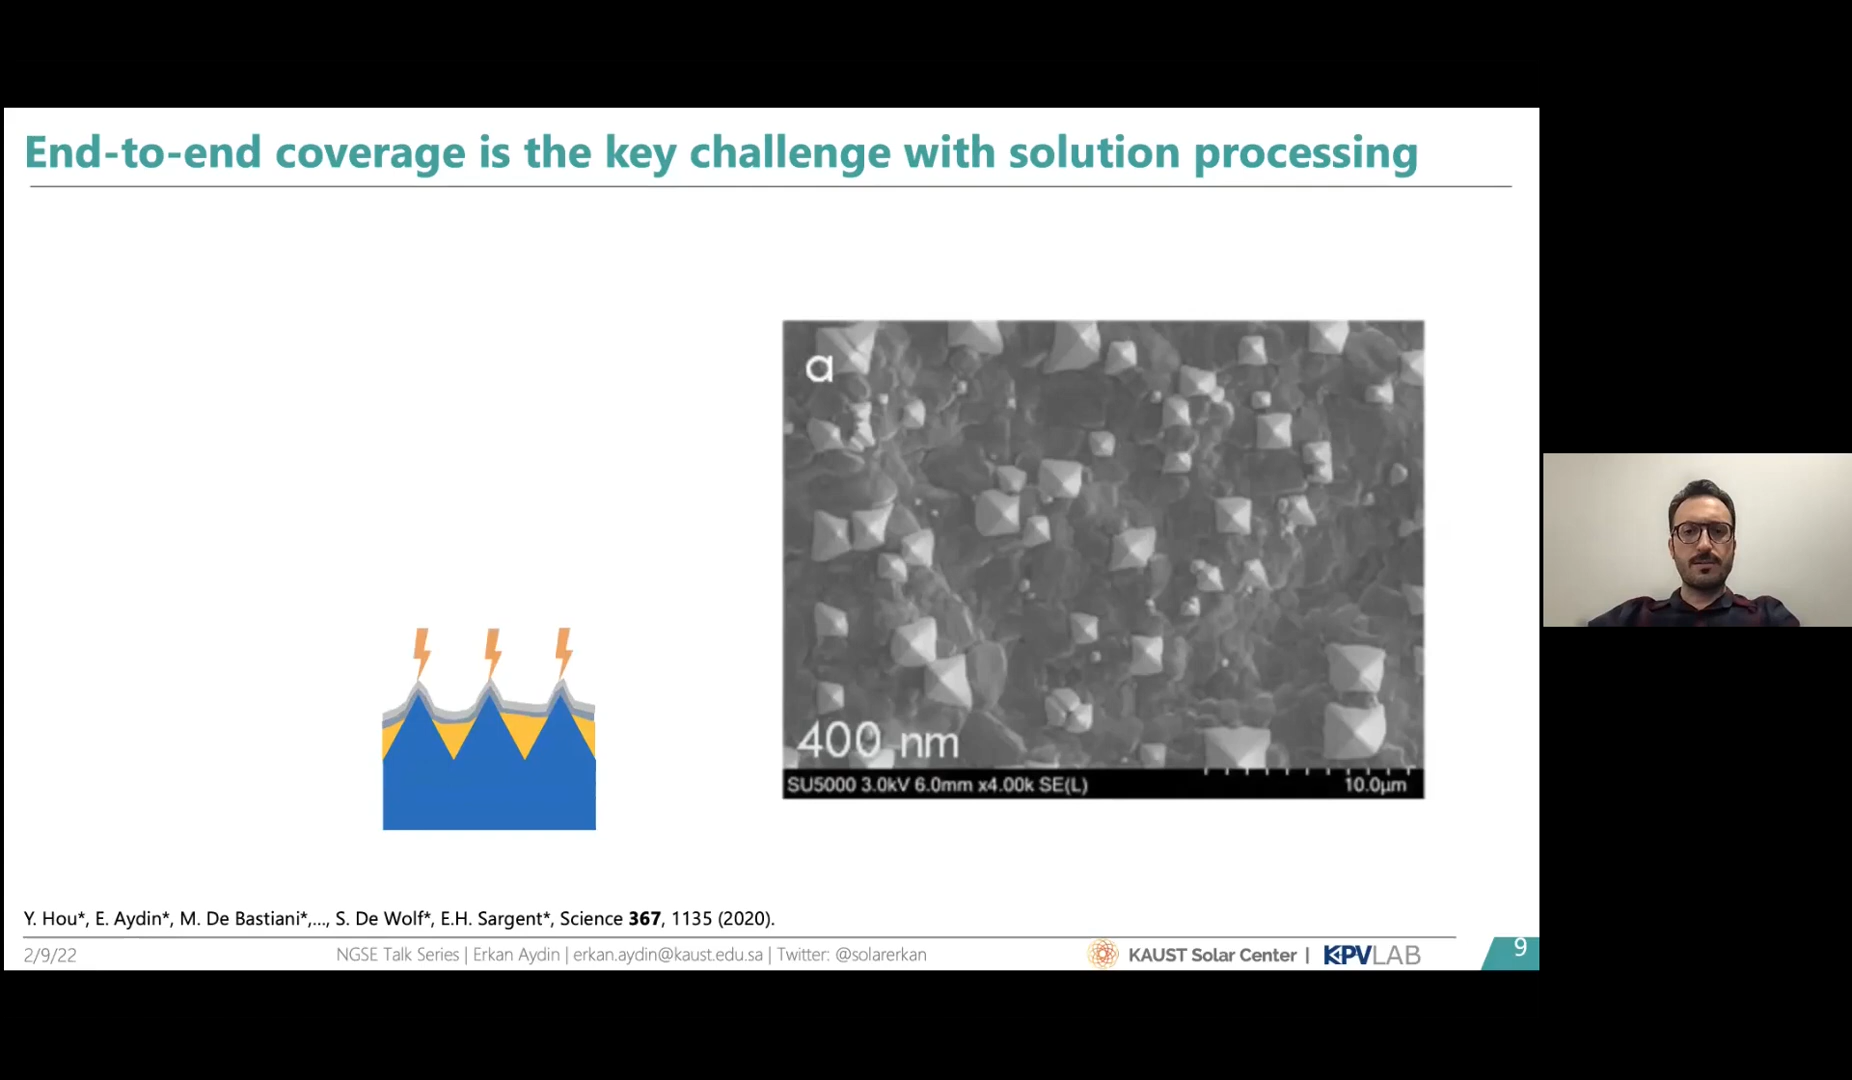 End-to-end coverage is the key challenge with solution processing
a
400 nm
SU5000 3.0kV 6.0mm x4.00k SE(L)
10.0µm
Y. Hou*, E. Aydin*, M. De Bastiani*,..., S. De Wolf*, E.H. Sargent*, Science 367, 1135 (2020).
2/9/22
NGSE Talk Series | Erkan Aydin | erkan.aydin@kaust.edu.sa | Twitter: @solarerkan
KAUST Solar Center |
KPVLAB
9